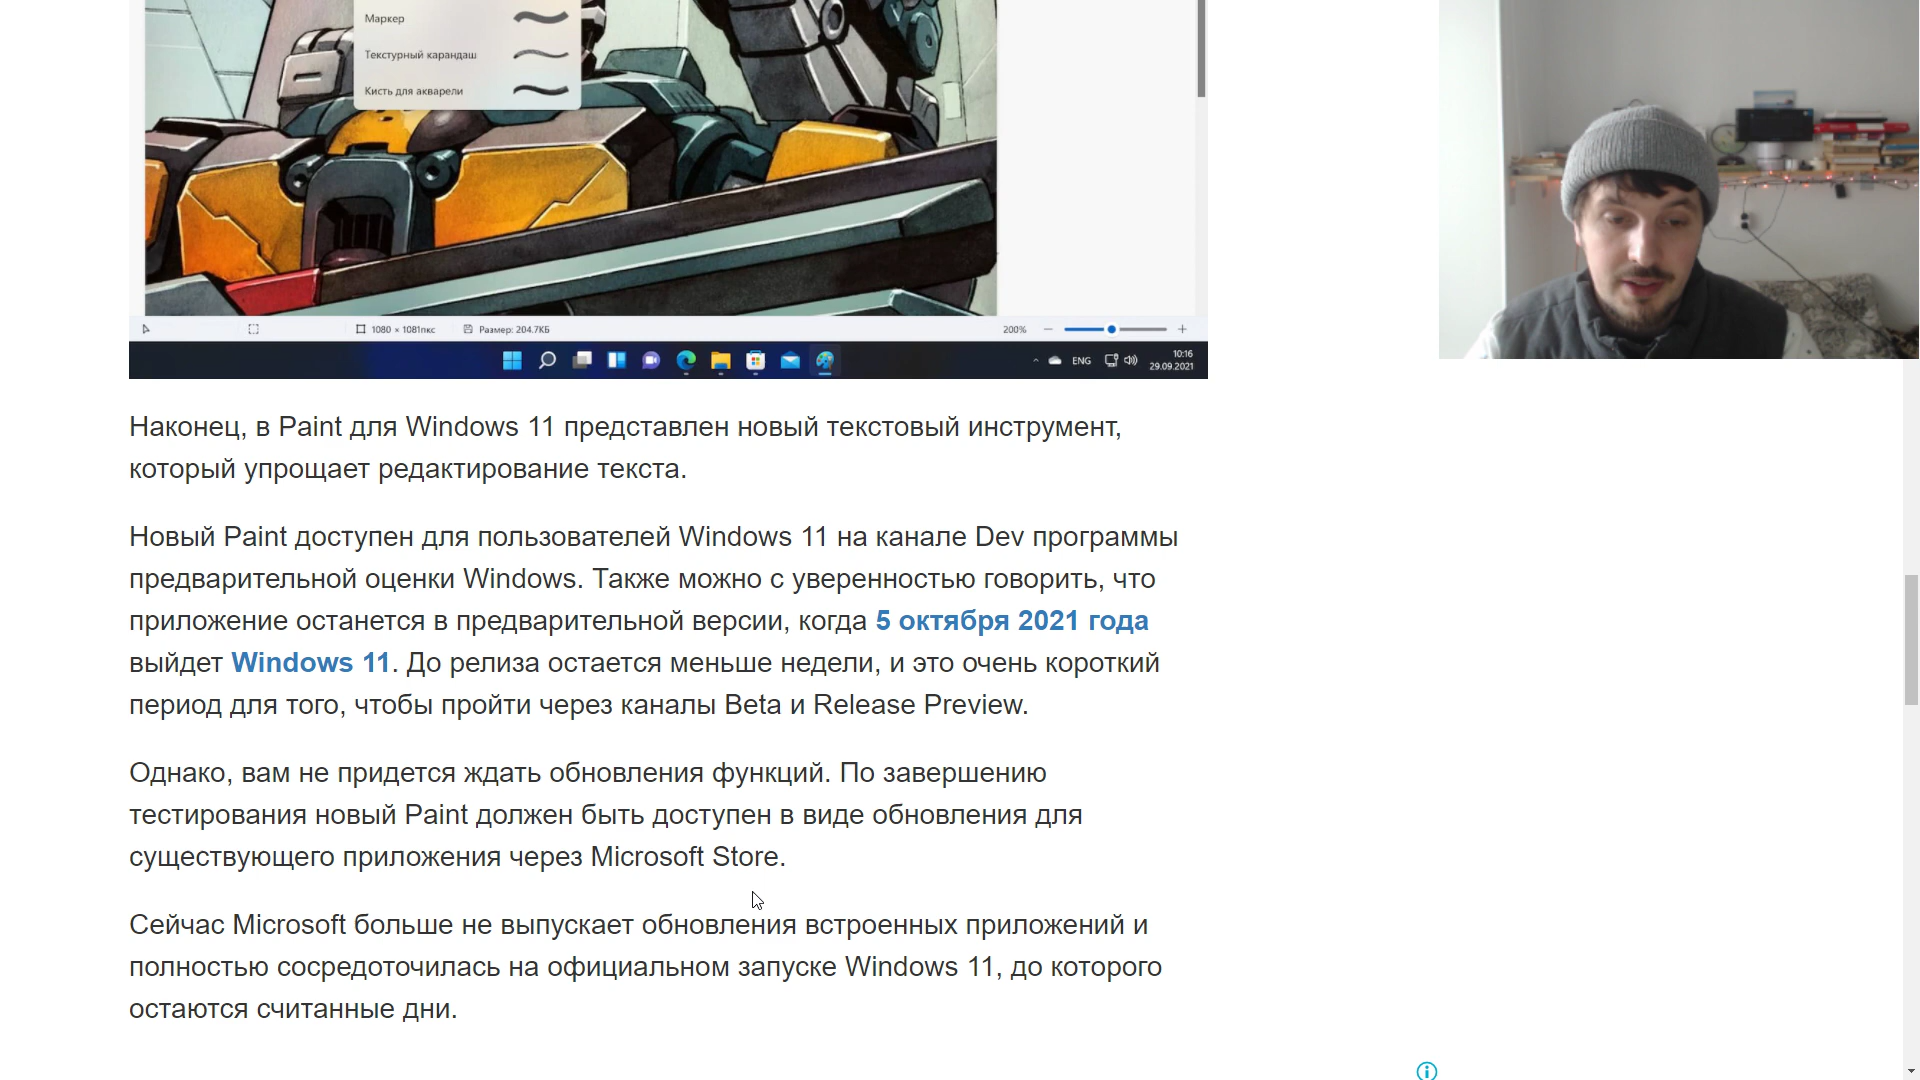 Маркер
Текстурный карандаш
Кисть для акварели
1080 × 1081пкс
Размер: 204.7КБ
200%
ENG
10:16
29.09.2021
Наконец, в Paint для Windows 11 представлен новый текстовый инструмент,
который упрощает редактирование текста.
Новый Paint доступен для пользователей Windows 11 на канале Dev программы
предварительной оценки Windows. Также можно с уверенностью говорить, что
приложение останется в предварительной версии, когда 5 октября 2021 года
выйдет Windows 11. До релиза остается меньше недели, и это очень короткий
период для того, чтобы пройти через каналы Beta и Release Preview.
Однако, вам не придется ждать обновления функций. По завершению
тестирования новый Paint должен быть доступен в виде обновления для
существующего приложения через Microsoft Store.
Сейчас Microsoft больше не выпускает обновления встроенных приложений и
полностью сосредоточилась на официальном запуске Windows 11, до которого
остаются считанные дни.